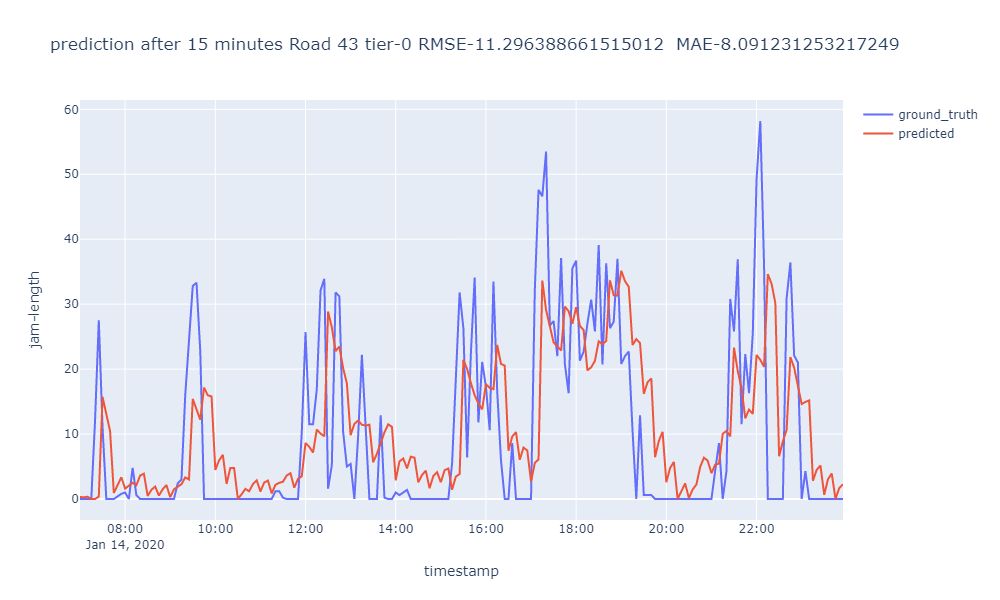 prediction after 15 minutes Road 43 tier-0 RMSE-11.296388661515012 MAE-8.091231253217249
ground_truth
predicted
60
50
40
30
20
10
0
jam-length
08:00 10:00 12:00 14:00 16:00 18:00 20:00 22:00
Jan 14, 2020
timestamp